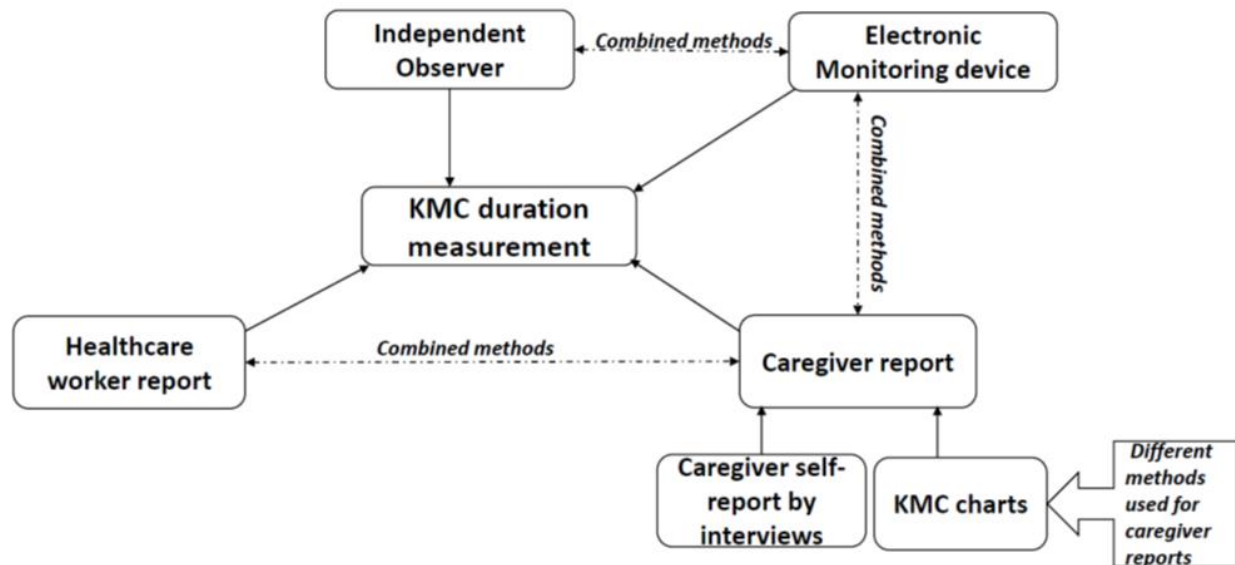 Independent
Observer
Combined methods
Electronic
Monitoring device
Combined methods
KMC duration
measurement
Healthcare
worker report
Combined methods
Caregiver report
Caregiver self-
report by
interviews
KMC charts
Different
methods
used for
caregiver
reports